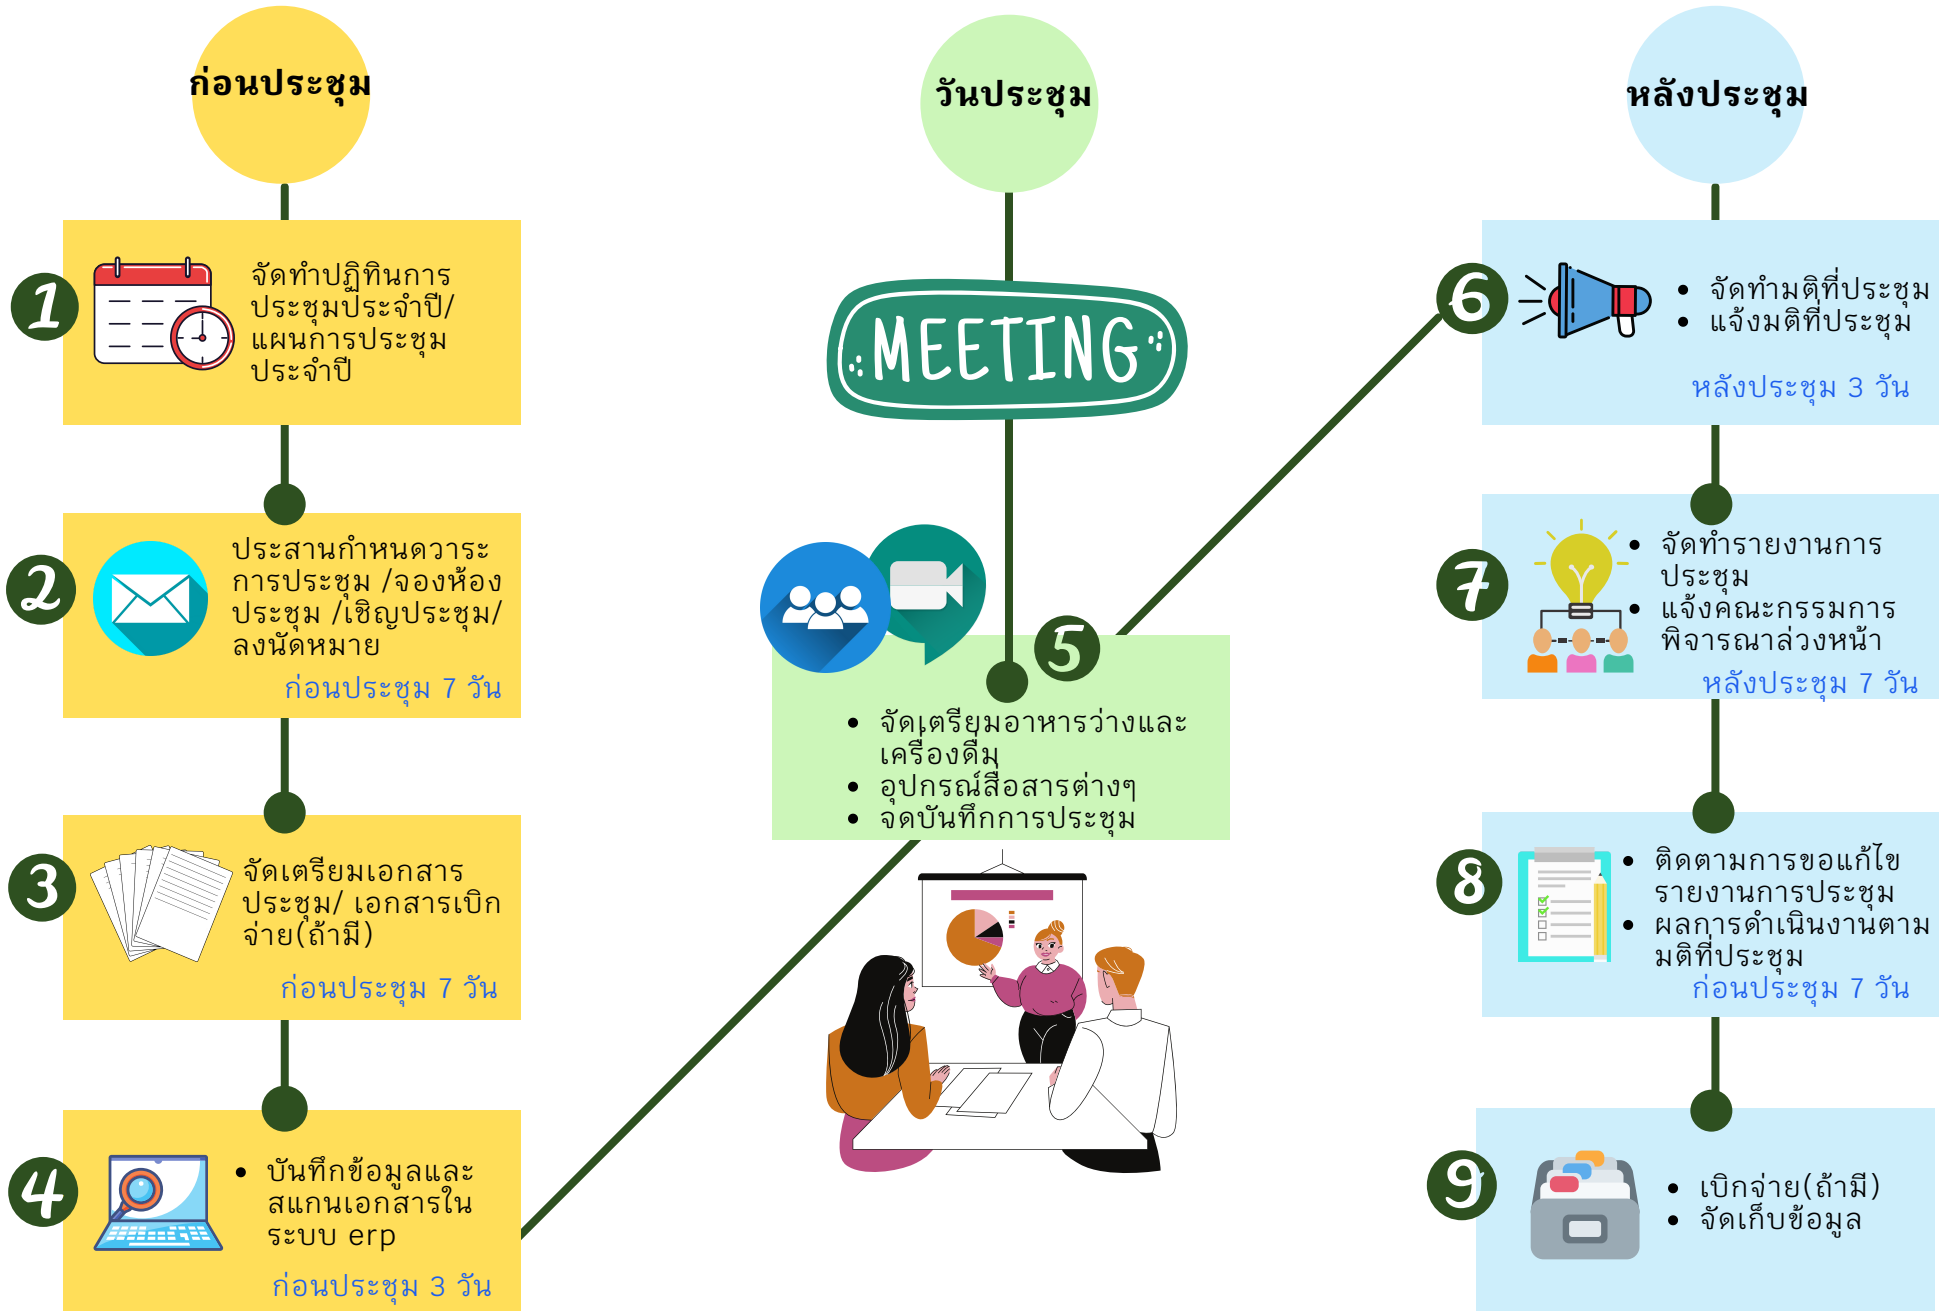 ก่อนประชุม
1
จัดทำปฏิทินการ
ประชุมประจำปี/
แผนการประชุม
ประจำปี
2
ประสานกำหนดวาระ
การประชุม /จองห้อง
ประชุม /เชิญประชุม/
ลงนัดหมาย
ก่อนประชุม 7 วัน
3
จัดเตรียมเอกสาร
ประชุม/ เอกสารเบิก
จ่าย(ถ้ามี)
ก่อนประชุม 7 วัน
4
• บันทึกข้อมูลและ
สแกนเอกสารใน
ระบบ erp
ก่อนประชุม 3 วัน
วันประชุม
MEETING
5
• จัดเตรียมอาหารว่างและ
เครื่องดื่ม
• อุปกรณ์สื่อสารต่างๆ
• จดบันทึกการประชุม
หลังประชุม
6
• จัดทำมติที่ประชุม
• แจ้งมติที่ประชุม
หลังประชุม 3 วัน
7
• จัดทำรายงานการ
ประชุม
• แจ้งคณะกรรมการ
พิจารณาล่วงหน้า
หลังประชุม 7 วัน
8
• ติดตามการขอแก้ไข
รายงานการประชุม
• ผลการดำเนินงานตาม
มติที่ประชุม
ก่อนประชุม 7 วัน
9
• เบิกจ่าย(ถ้ามี)
• จัดเก็บข้อมูล